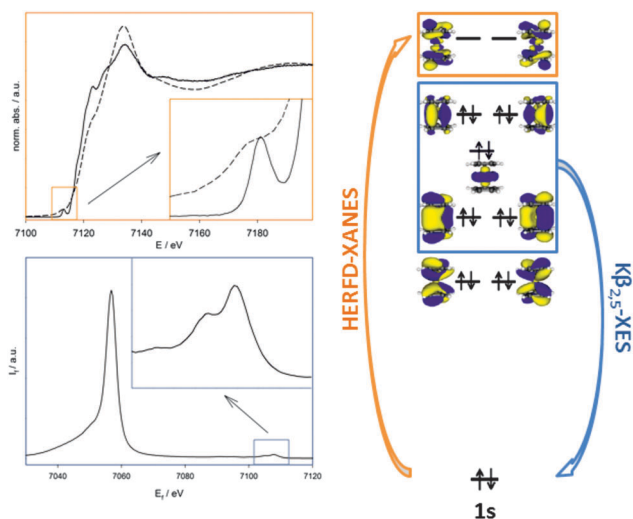 norm. abs. / a.u.
7100 7120 7140 7160 7180
E / eV
I_f / a.u.
7040 7060 7080 7100 7120
E_f / eV
HERFD-XANES
Kβ2,5-XES
1s